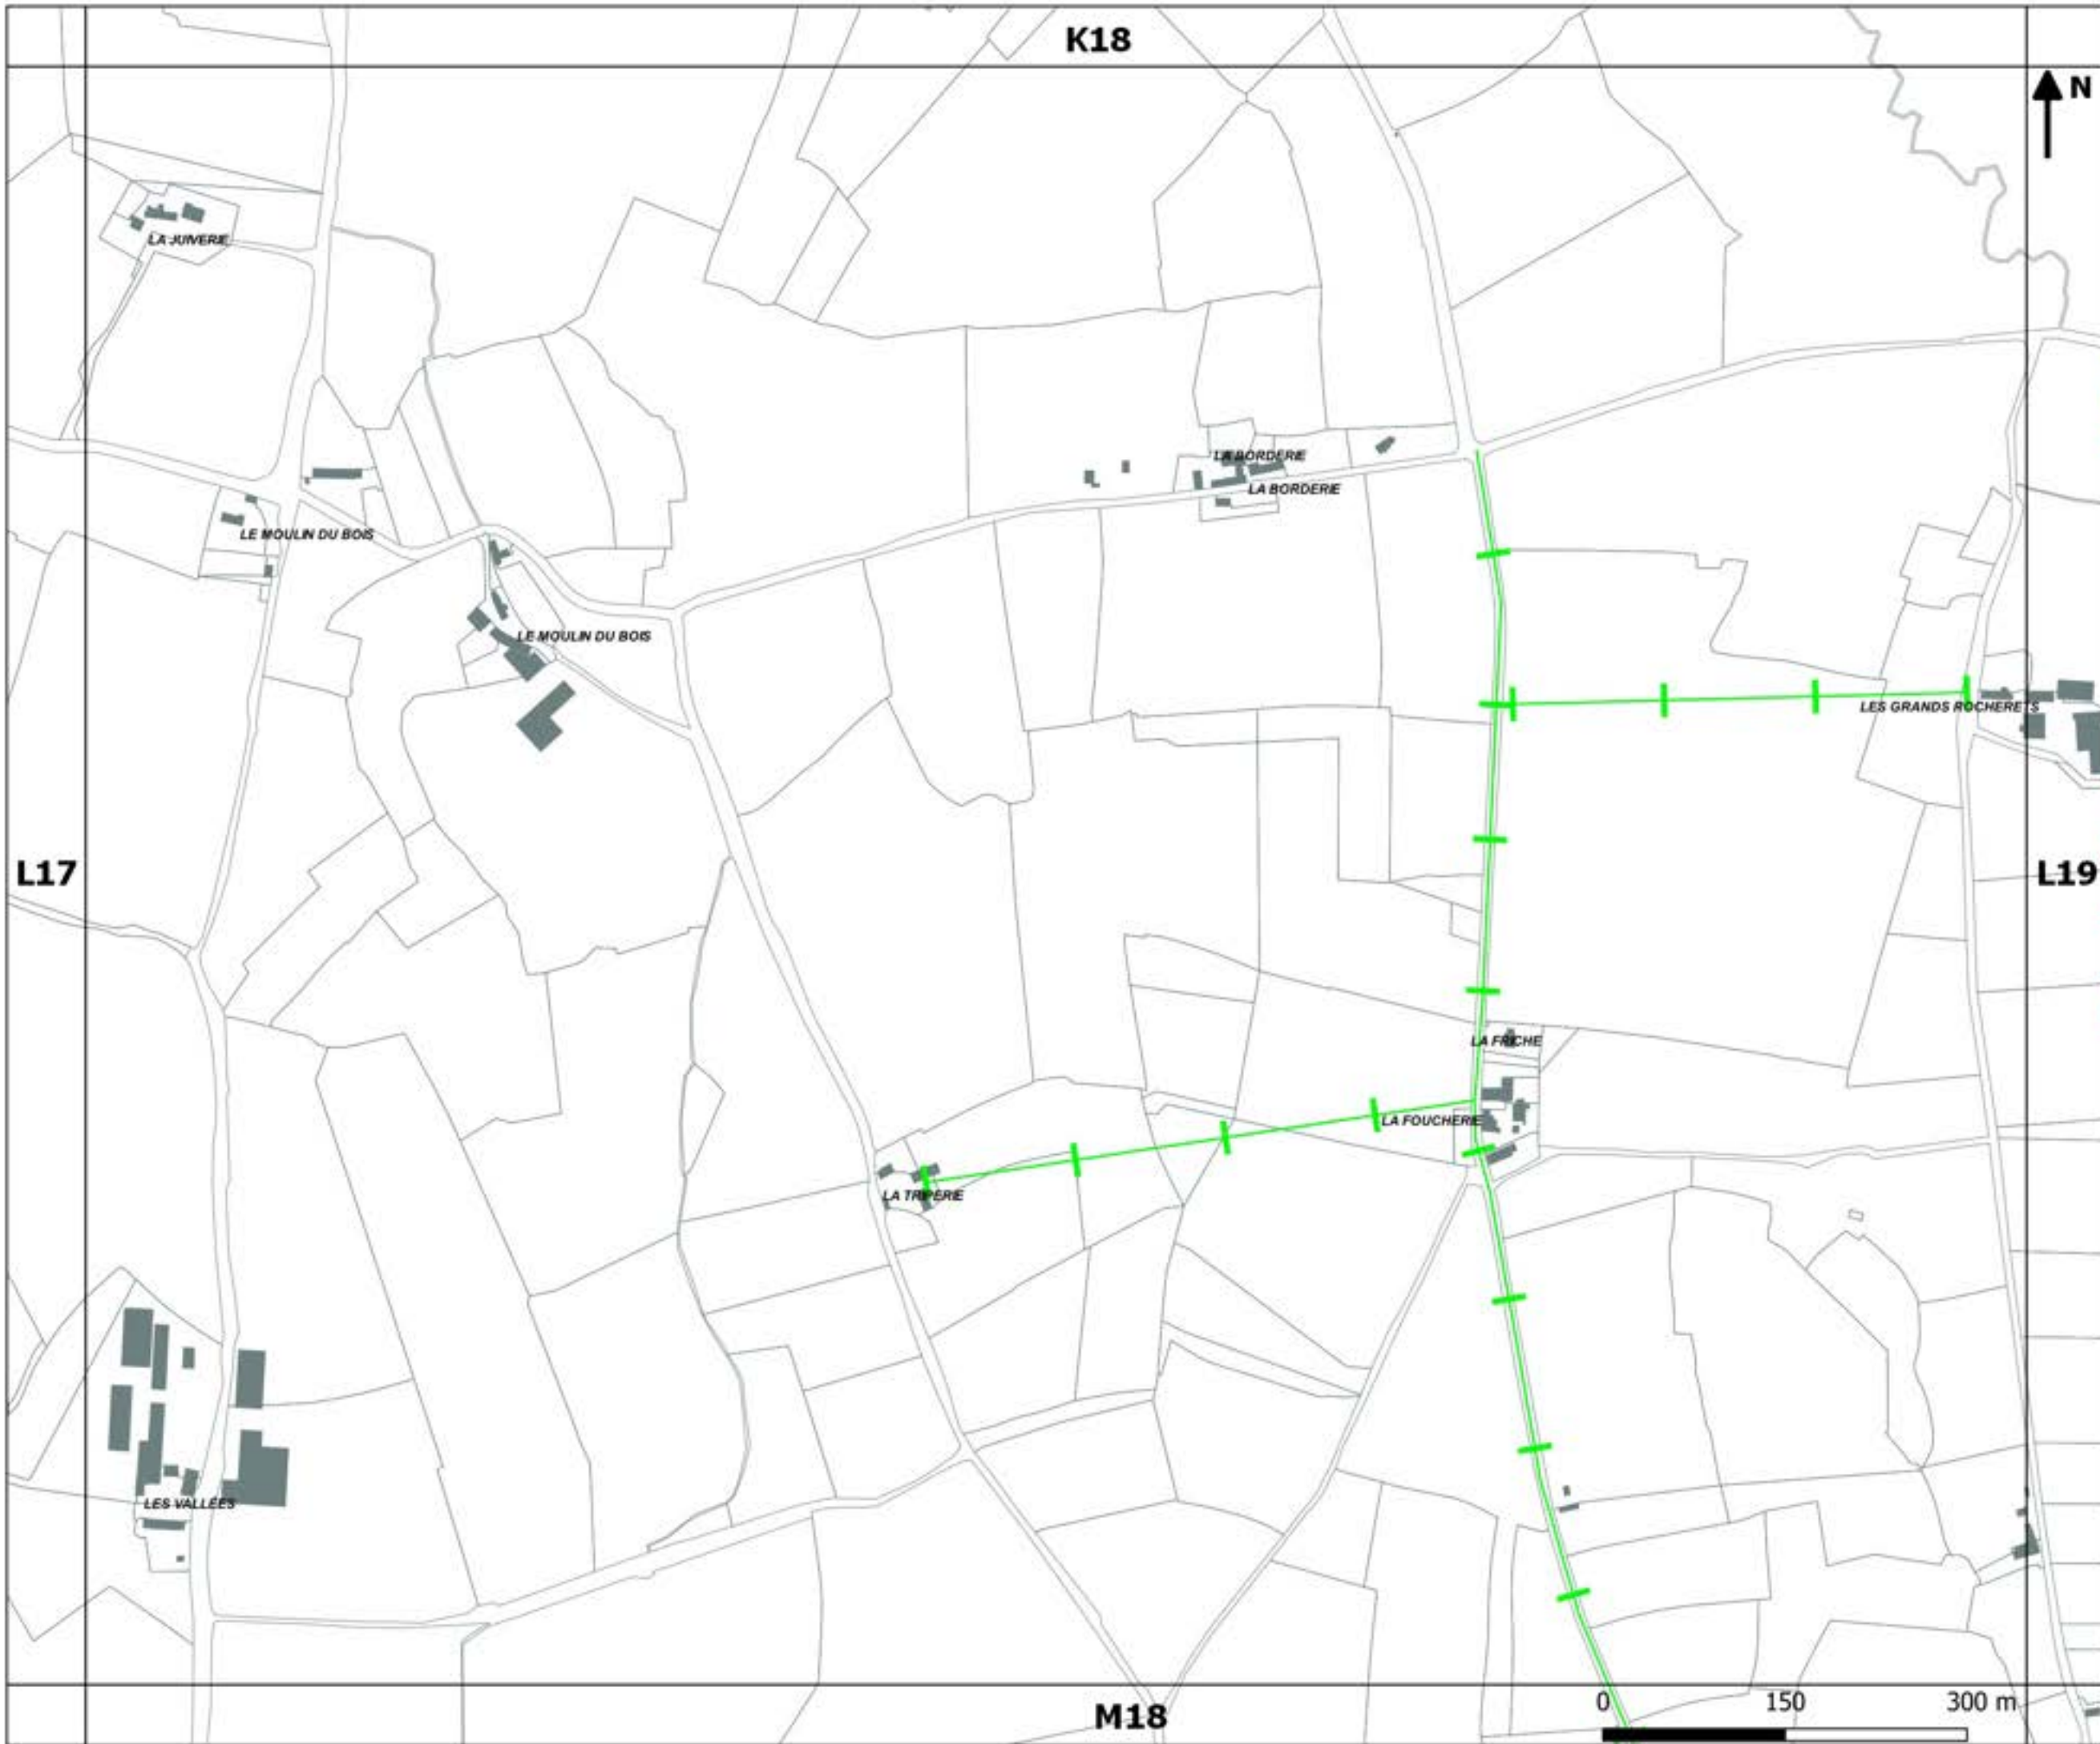 K18
N
LA JUIVERIE
LA BORDERIE
LA BORDERIE
LE MOULIN DU BOIS
LE MOULIN DU BOIS
LES GRANDS ROCHERETS
L17
L19
LA FRICHE
LA FOUCHERIE
LA TRIPERIE
LES VALLÉES
0 150 300 m
M18